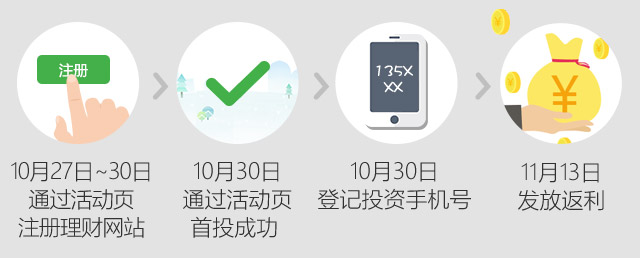 注册
135X
XX
10月27日~30日
通过活动页
注册理财网站
10月30日
通过活动页
首投成功
10月30日
登记投资手机号
11月13日
发放返利